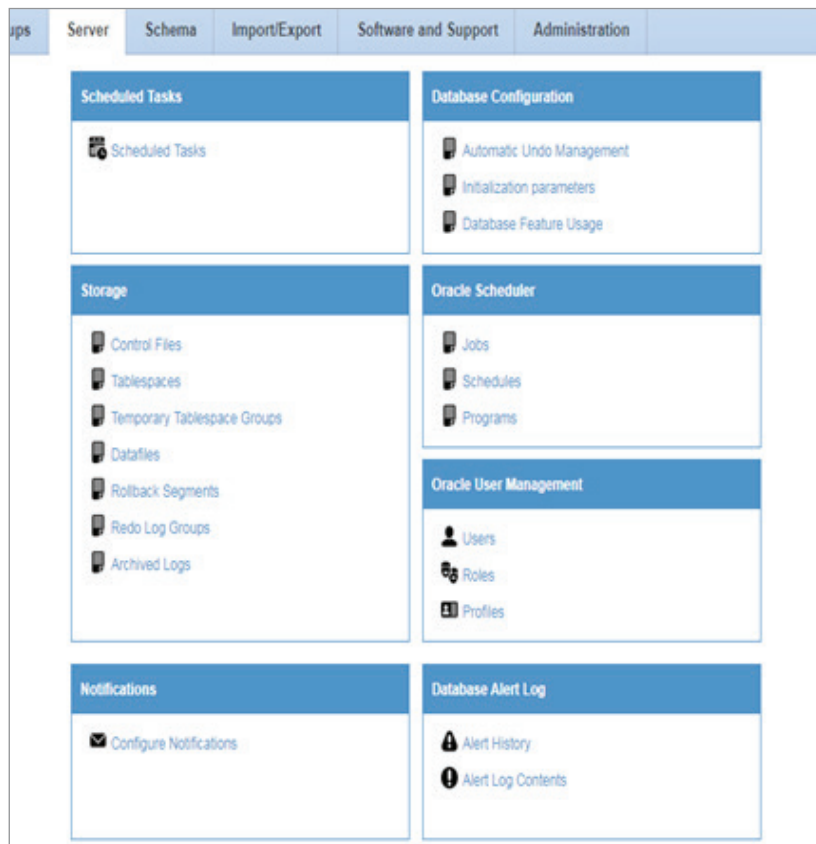 ups Server Schema Import/Export Software and Support Administration
Scheduled Tasks
Scheduled Tasks
Database Configuration
Automatic Undo Management
Initialization parameters
Database Feature Usage
Storage
Control Files
Tablespaces
Temporary Tablespace Groups
Datafiles
Rollback Segments
Redo Log Groups
Archived Logs
Oracle Scheduler
Jobs
Schedules
Programs
Oracle User Management
Users
Roles
Profiles
Notifications
Configure Notifications
Database Alert Log
Alert History
Alert Log Contents